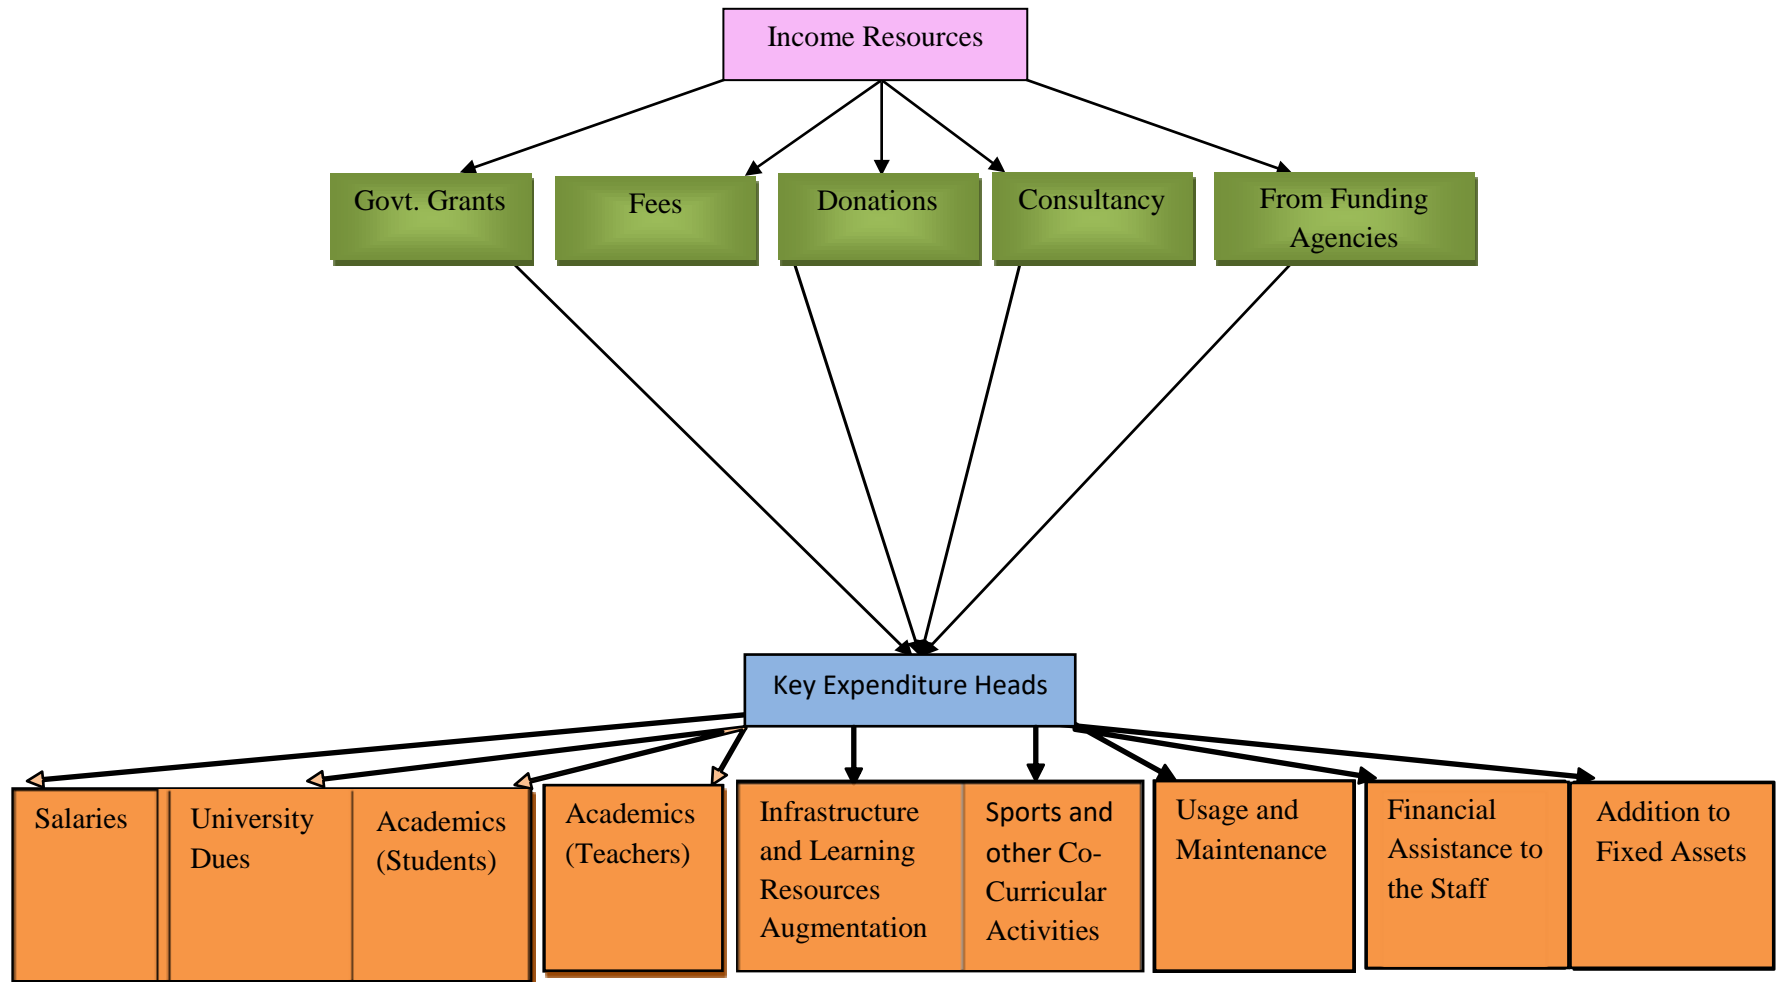 Income Resources
Govt. Grants
Fees
Donations
Consultancy
From Funding
Agencies
Key Expenditure Heads
Salaries
University
Dues
Academics
(Students)
Academics
(Teachers)
Infrastructure
and Learning
Resources
Augmentation
Sports and
other Co-
Curricular
Activities
Usage and
Maintenance
Financial
Assistance to
the Staff
Addition to
Fixed Assets